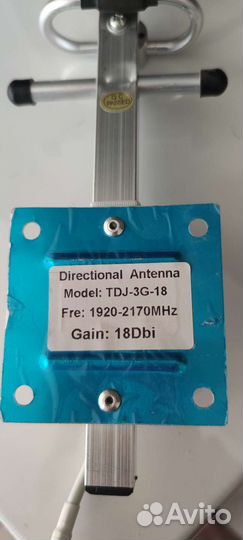 Directional Antenna
Model: TDJ-3G-18
Fre: 1920-2170MHz
Gain: 18Dbi
Avito